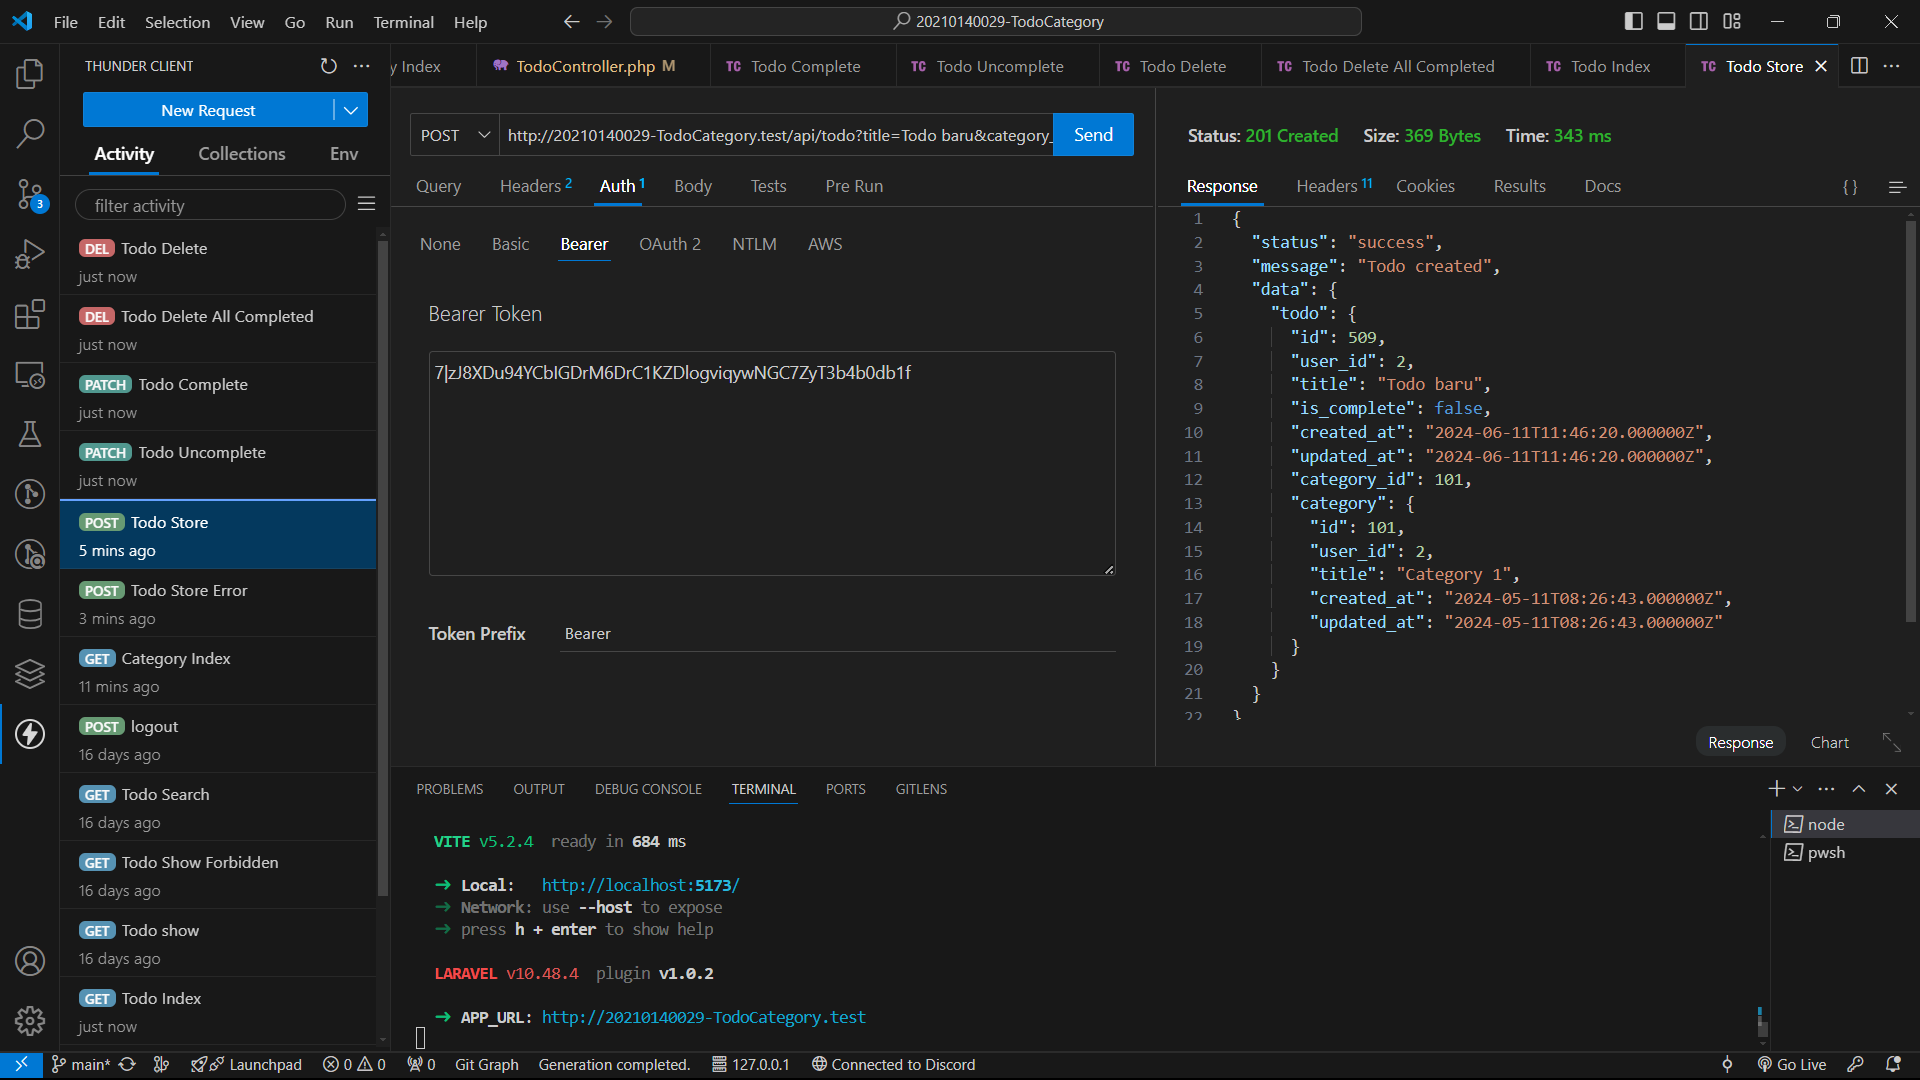 File Edit Selection View Go Run Terminal Help
20210140029-TodoCategory
THUNDER CLIENT
New Request
Activity Collections Env
filter activity
DEL Todo Delete
just now
DEL Todo Delete All Completed
just now
PATCH Todo Complete
just now
PATCH Todo Uncomplete
just now
POST Todo Store
5 mins ago
POST Todo Store Error
3 mins ago
GET Category Index
11 mins ago
POST logout
16 days ago
GET Todo Search
16 days ago
GET Todo Show Forbidden
16 days ago
GET Todo show
16 days ago
GET Todo Index
just now
3
y Index TodoController.php M TC Todo Complete TC Todo Uncomplete TC Todo Delete TC Todo Delete All Completed TC Todo Index TC Todo Store
POST http://20210140029-TodoCategory.test/api/todo?title=Todo baru&category_ Send
Query Headers 2 Auth 1 Body Tests Pre Run
None Basic Bearer OAuth 2 NTLM AWS
Bearer Token
7|zJ8XDu94YCbIGDrM6DrC1KZDlogviqywNGC7ZyT3b4b0db1f
Token Prefix Bearer
Status: 201 Created Size: 369 Bytes Time: 343 ms
Response Headers 11 Cookies Results Docs {}
1 {
2 "status": "success",
3 "message": "Todo created",
4 "data": {
5 "todo": {
6 "id": 509,
7 "user_id": 2,
8 "title": "Todo baru",
9 "is_complete": false,
10 "created_at": "2024-06-11T11:46:20.000000Z",
11 "updated_at": "2024-06-11T11:46:20.000000Z",
12 "category_id": 101,
13 "category": {
14 "id": 101,
15 "user_id": 2,
16 "title": "Category 1",
17 "created_at": "2024-05-11T08:26:43.000000Z",
18 "updated_at": "2024-05-11T08:26:43.000000Z"
19 }
20 }
21 }
22 }
Response Chart
PROBLEMS OUTPUT DEBUG CONSOLE TERMINAL PORTS GITLENS
VITE v5.2.4 ready in 684 ms
➜ Local: http://localhost:5173/
➜ Network: use --host to expose
➜ press h + enter to show help
LARAVEL v10.48.4 plugin v1.0.2
➜ APP_URL: http://20210140029-TodoCategory.test
node
pwsh
main* Launchpad 0 0 0 Git Graph Generation completed. 127.0.0.1 Connected to Discord Go Live